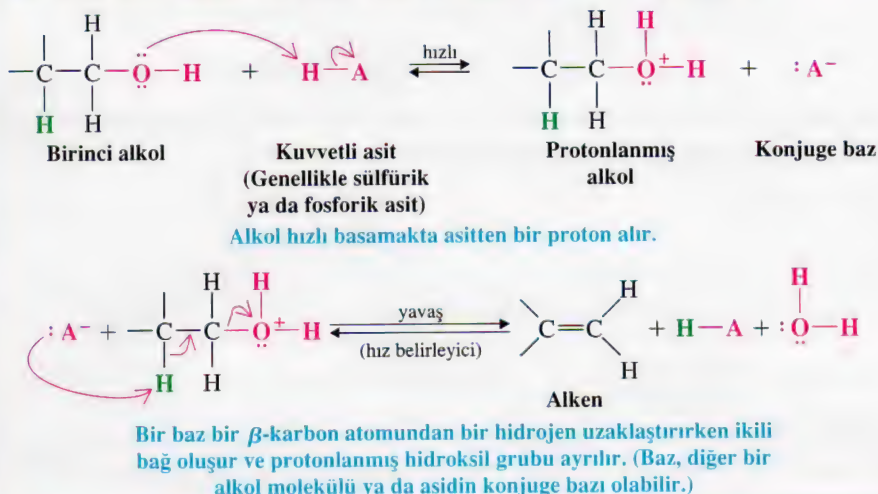 H H
—C—C—Ö—H + H—A ⇌ hızlı —C—C—O⁺—H + :A⁻
H H H H
Birinci alkol Kuvvetli asit Protonlanmış Konjuge baz
(Genellikle sülfürik alkol
ya da fosforik asit)
Alkol hızlı basamakta asitten bir proton alır.
H H H H
:A⁻ + —C—C—O⁺—H ⇌ yavaş C=C + H—A + :O—H
(hız belirleyici)
H H H
Alken
Bir baz bir β-karbon atomundan bir hidrojen uzaklaştırırken ikili
bağ oluşur ve protonlanmış hidroksil grubu ayrılır. (Baz, diğer bir
alkol molekülü ya da asidin konjuge bazı olabilir.)